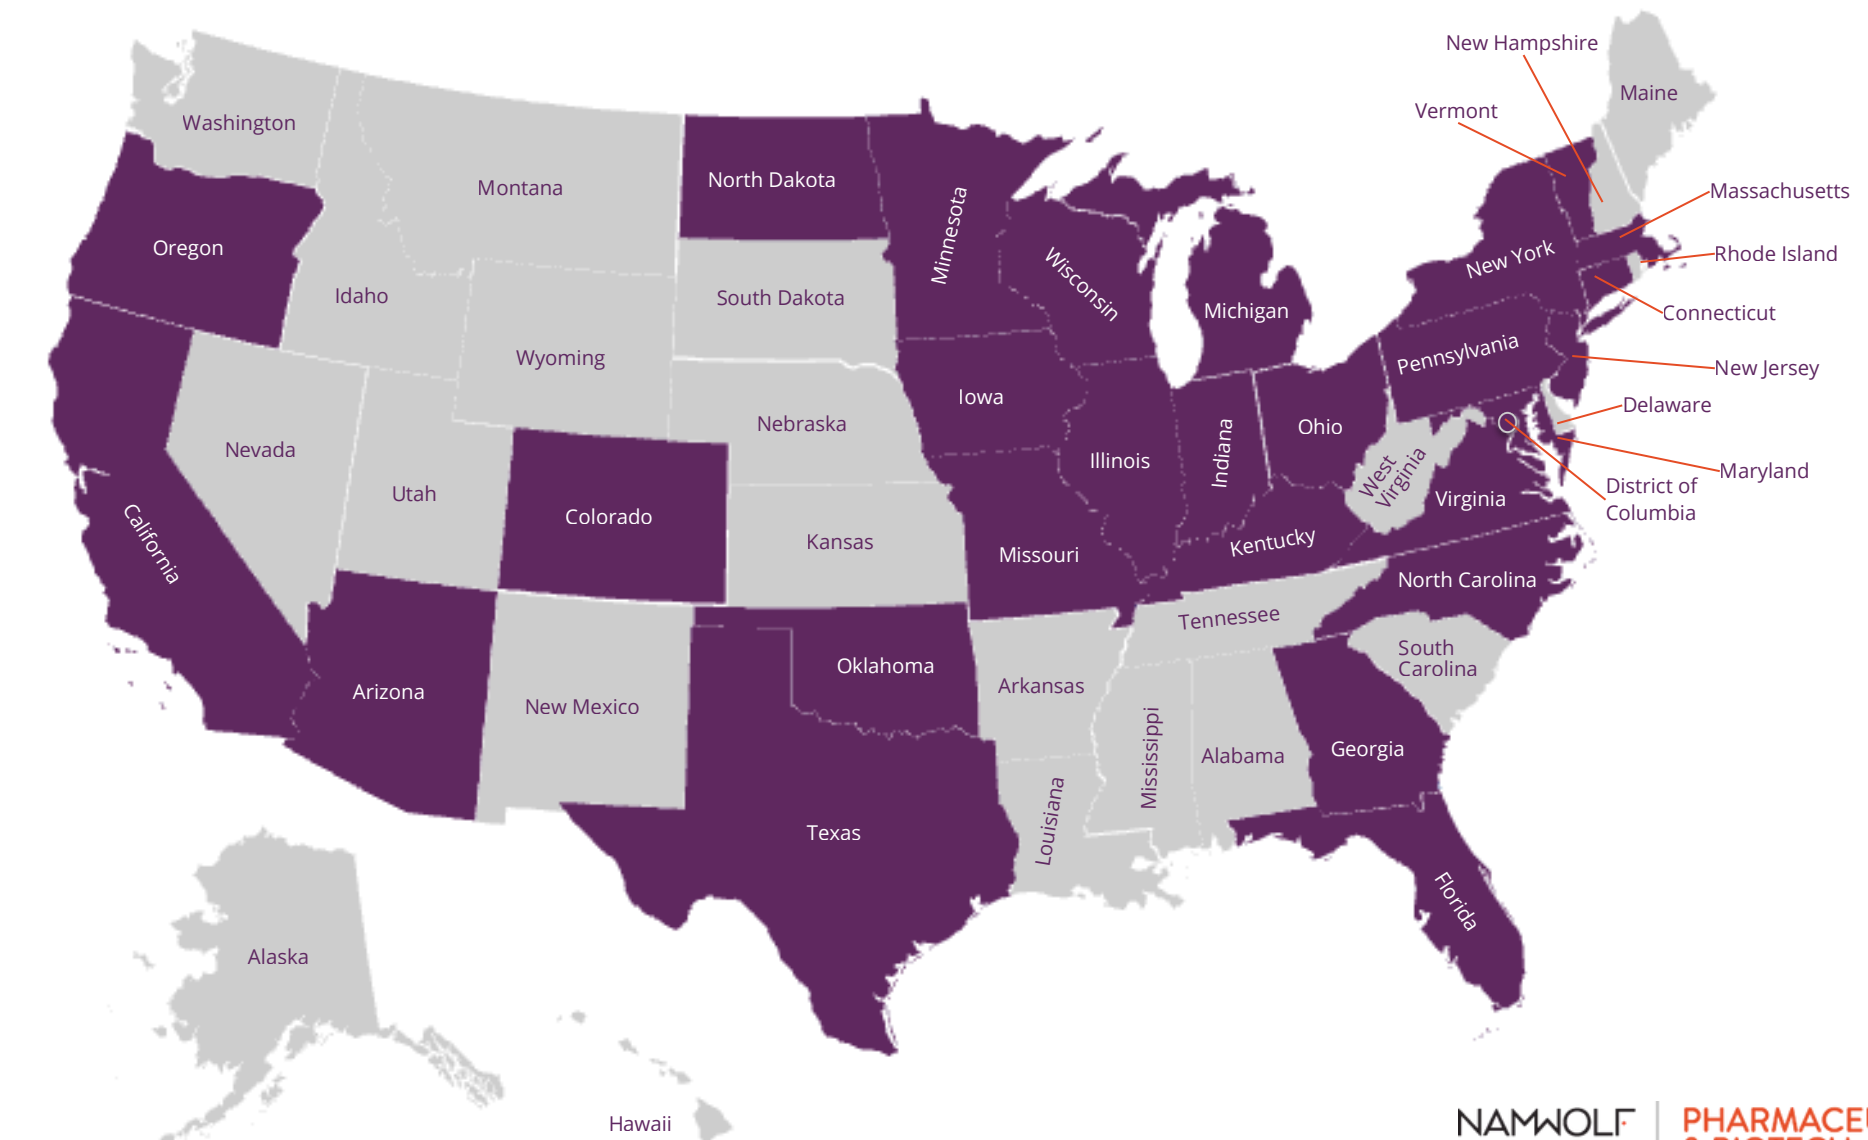 New Hampshire
Maine
Vermont
Washington
Montana
North Dakota
Minnesota
Massachusetts
Oregon
Idaho
South Dakota
Wisconsin
Michigan
New York
Rhode Island
Connecticut
Wyoming
Pennsylvania
New Jersey
Iowa
Nebraska
Delaware
Nevada
Utah
Colorado
Kansas
Illinois
Indiana
Ohio
West
Virginia
Virginia
Maryland
District of
Columbia
California
Missouri
Kentucky
North Carolina
Tennessee
South
Carolina
Arizona
New Mexico
Oklahoma
Arkansas
Mississippi
Alabama
Georgia
Texas
Louisiana
Florida
Alaska
Hawaii
NAMWOLF